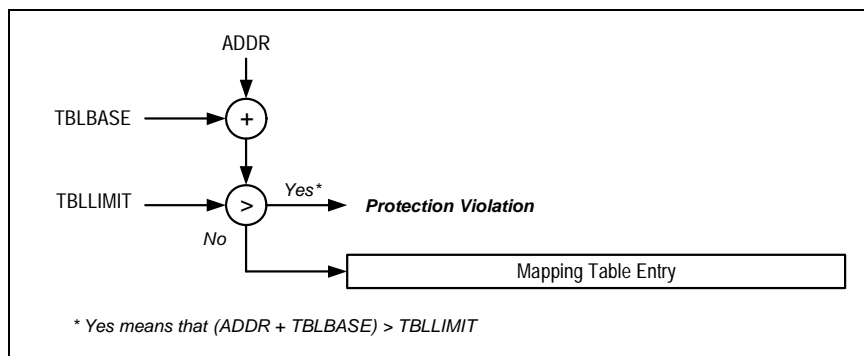 ADDR
TBLBASE
+
TBLLIMIT
>
Yes*
Protection Violation
No
Mapping Table Entry
* Yes means that (ADDR + TBLBASE) > TBLLIMIT